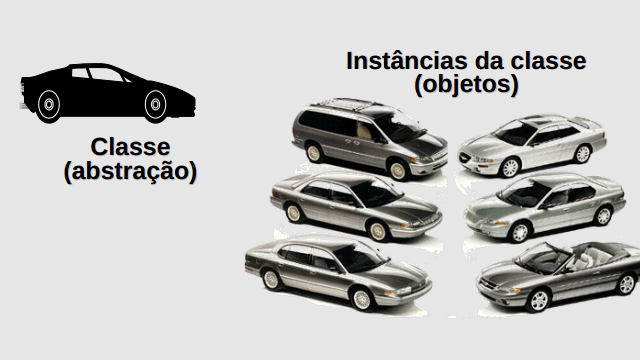 Instâncias da classe
(objetos)
Classe
(abstração)